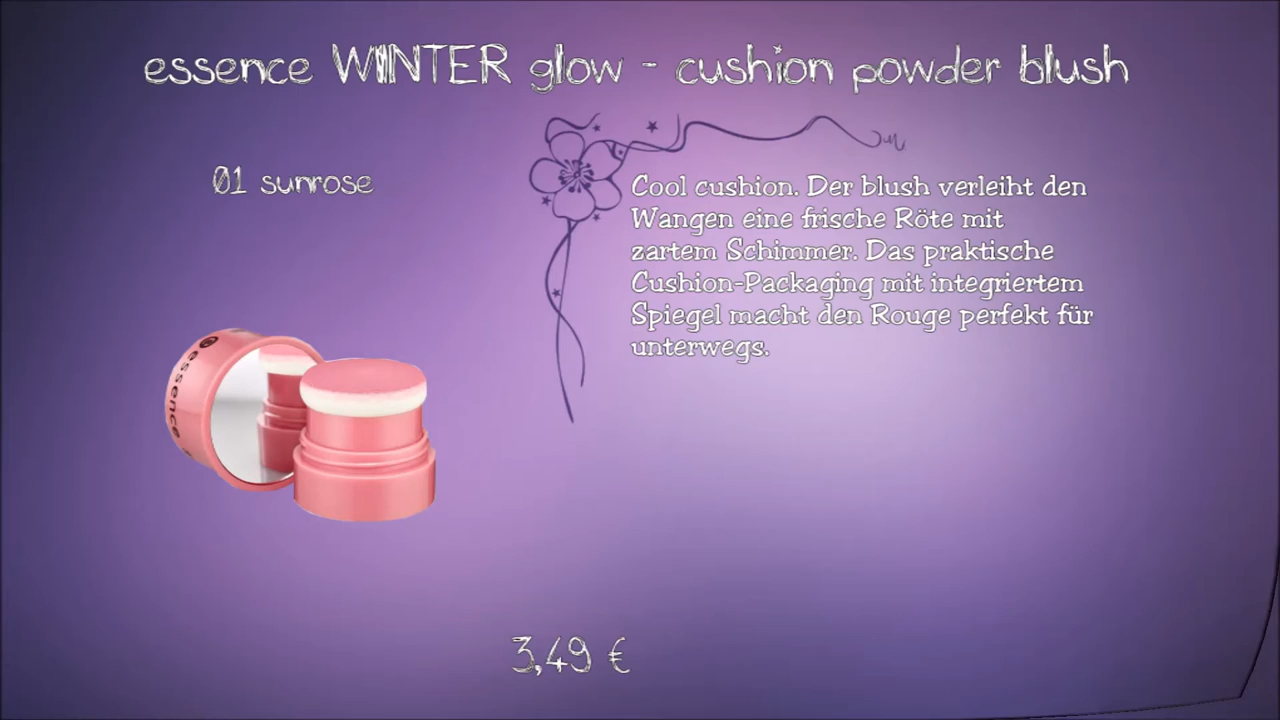 essence WINTER glow - cushion powder blush
01 sunrose
Cool cushion. Der blush verleiht den
Wangen eine frische Röte mit
zartem Schimmer. Das praktische
Cushion-Packaging mit integriertem
Spiegel macht den Rouge perfekt für
unterwegs.
essence
3,49 €